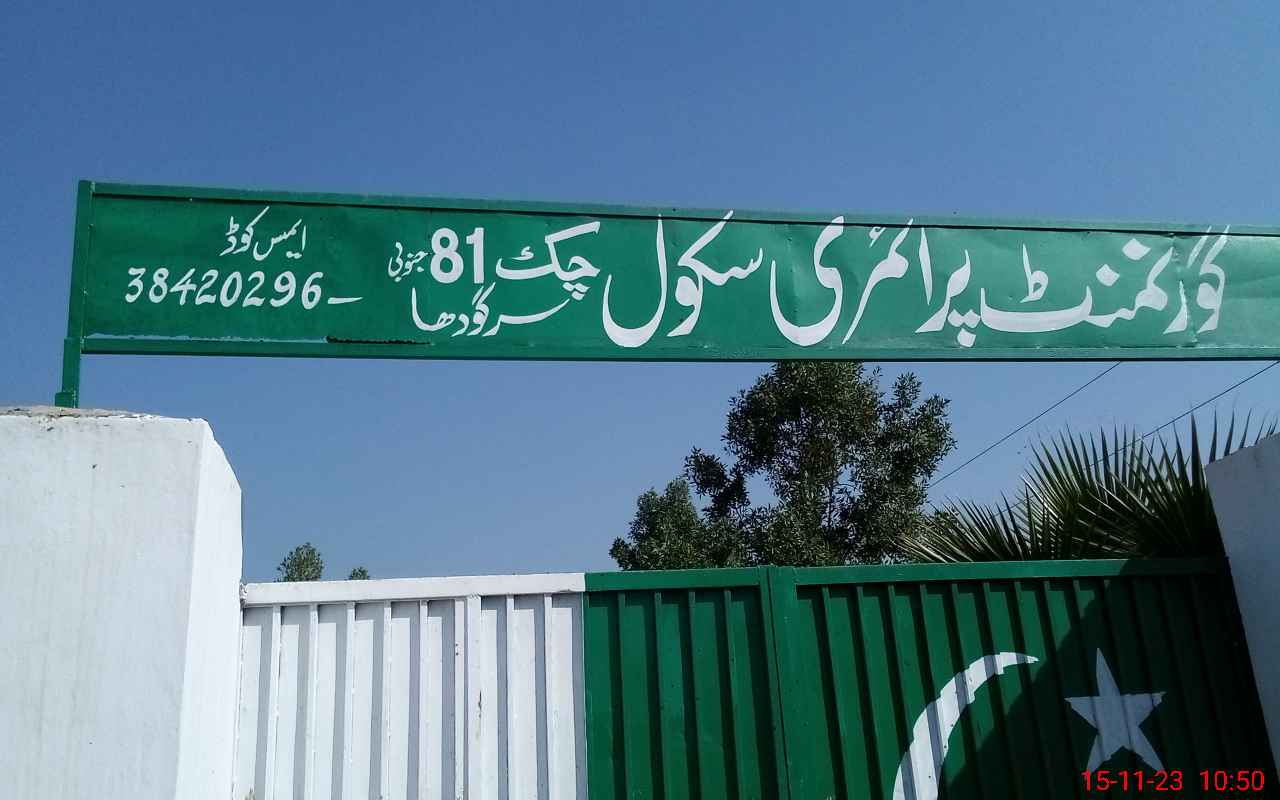 گورنمنٹ پرائمری سکول چک 81 جنوبی
سرگودھا
ایمس کوڈ
38420296
15-11-23 10:50